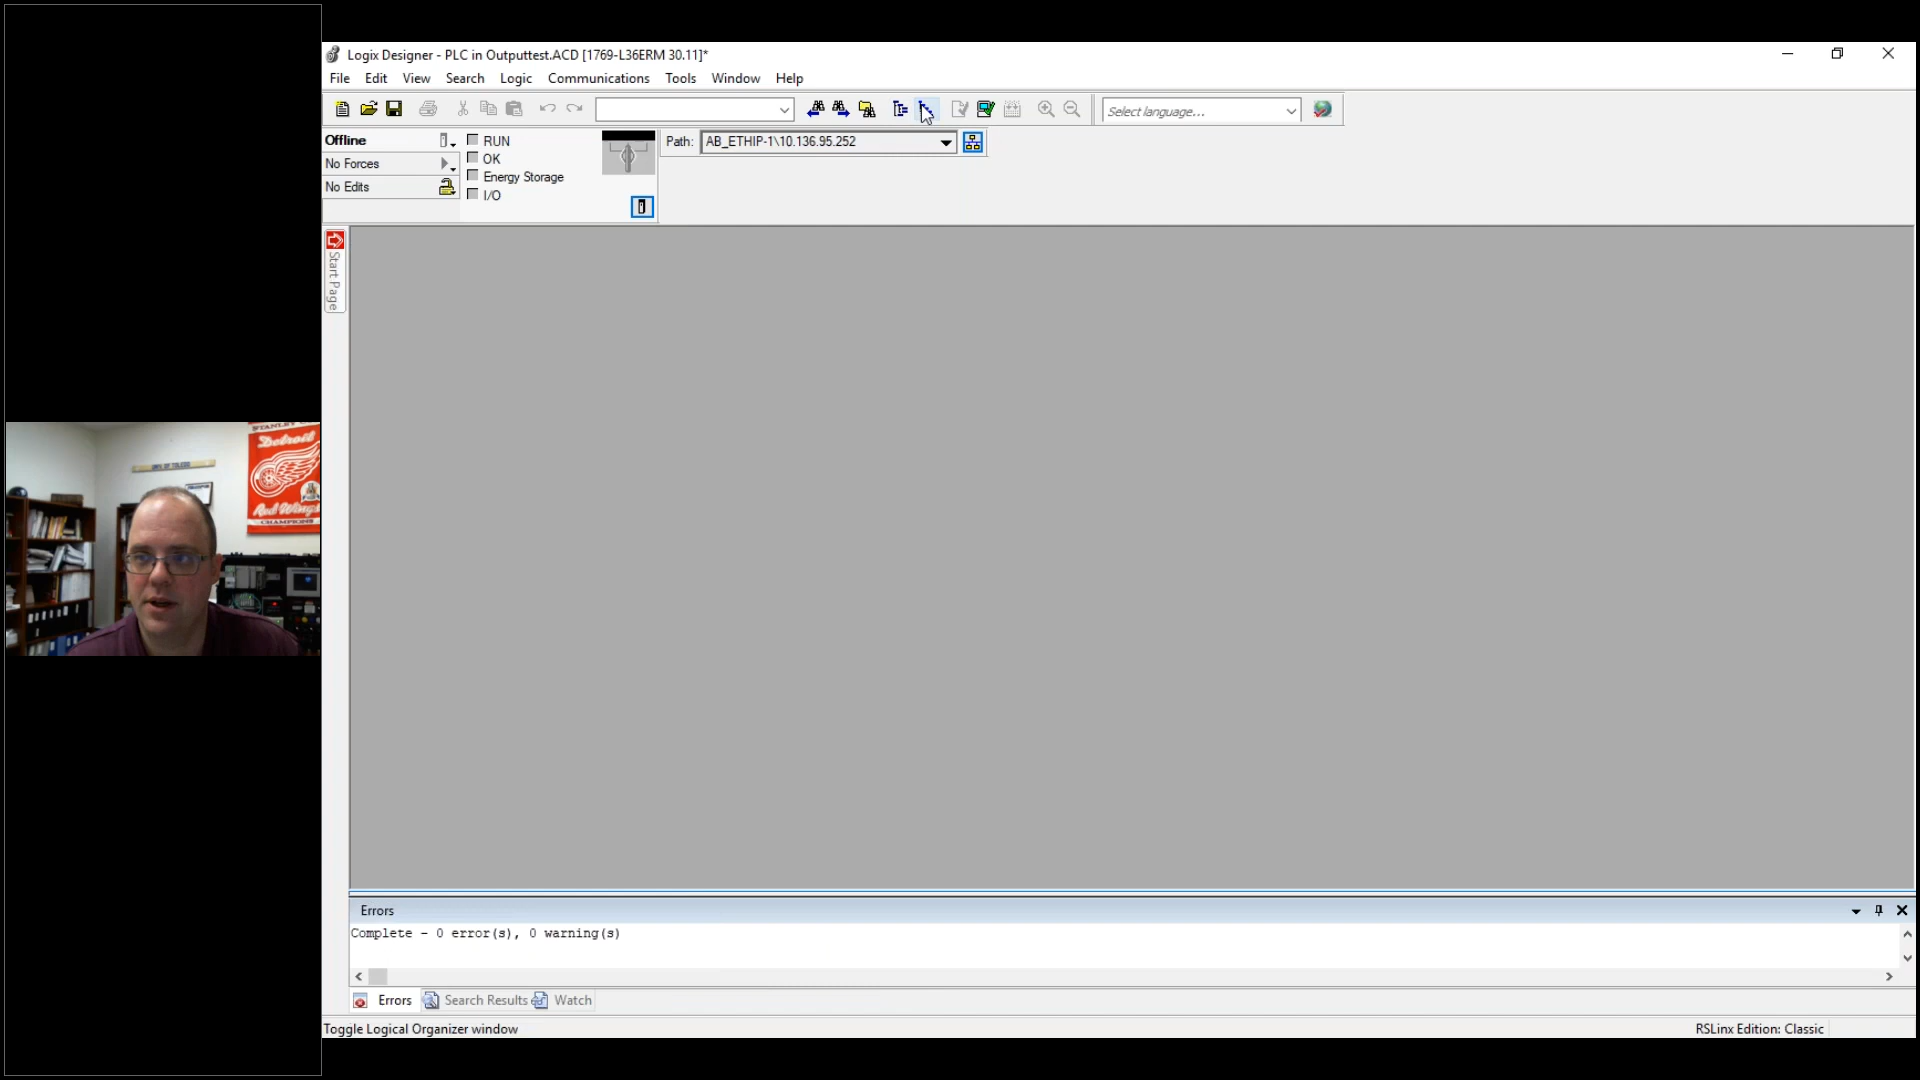 Logix Designer - PLC in Outputtest.ACD [1769-L36ERM 30.11]*
File Edit View Search Logic Communications Tools Window Help
Select language...
Offline
RUN
Path: AB_ETHIP-1\10.136.95.252
OK
No Forces
Energy Storage
No Edits
I/O
Start Page
Detroit
Red Wings
CHAMPIONS
Errors
Complete - 0 error(s), 0 warning(s)
Errors Search Results Watch
Toggle Logical Organizer window
RSLinx Edition: Classic